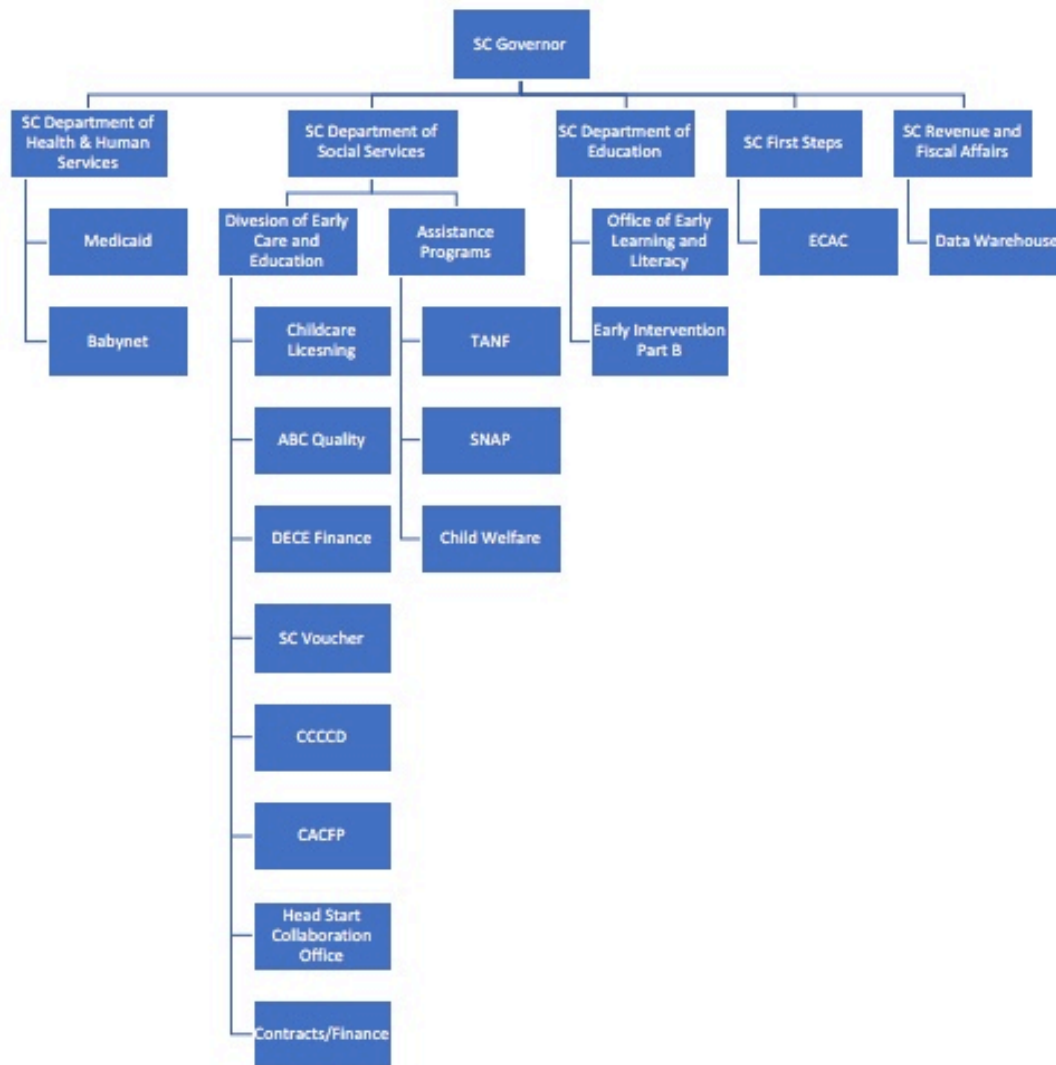 SC Governor
SC Department of
Health & Human
Services
SC Department of
Social Services
SC Department of
Education
SC First Steps
SC Revenue and
Fiscal Affairs
Medicaid
Babynet
Divesion of Early
Care and
Education
Assistance
Programs
Childcare
Licesning
ABC Quality
DECE Finance
SC Voucher
CCCCD
CACFP
Head Start
Collaboration
Office
Contracts/Finance
TANF
SNAP
Child Welfare
Office of Early
Learning and
Literacy
Early Intervention
Part B
ECAC
Data Warehouse